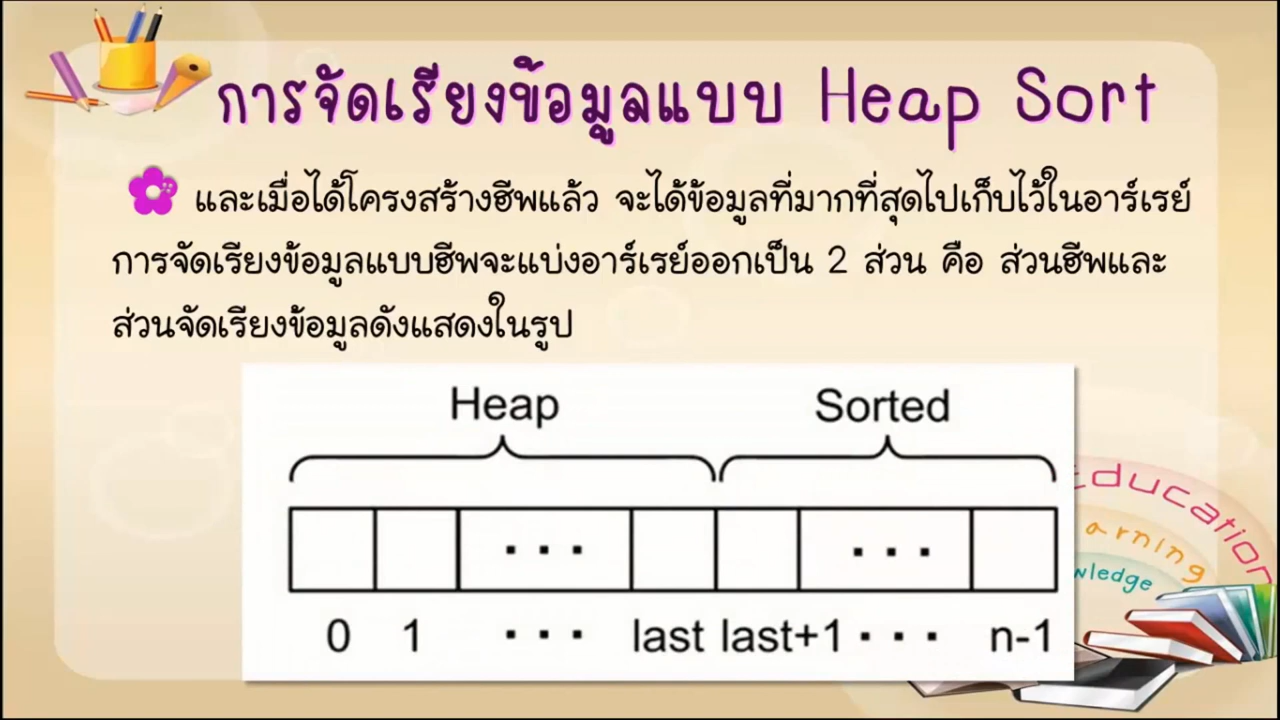 การจัดเรียงข้อมูลแบบ Heap Sort
และเมื่อได้โครงสร้างฮีพแล้ว จะได้ข้อมูลที่มากที่สุดไปเก็บไว้ในอาร์เรย์
การจัดเรียงข้อมูลแบบฮีพจะแบ่งอาร์เรย์ออกเป็น 2 ส่วน คือ ส่วนฮีพและ
ส่วนจัดเรียงข้อมูลดังแสดงในรูป
Heap Sorted
... ...
0 1 ... last last+1 ... n-1
Education
arning
wledge